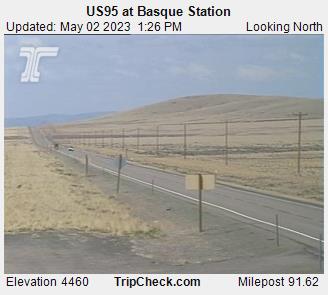 US95 at Basque Station
Updated: May 02 2023 1:26 PM
Looking North
Elevation 4460
TripCheck.com
Milepost 91.62